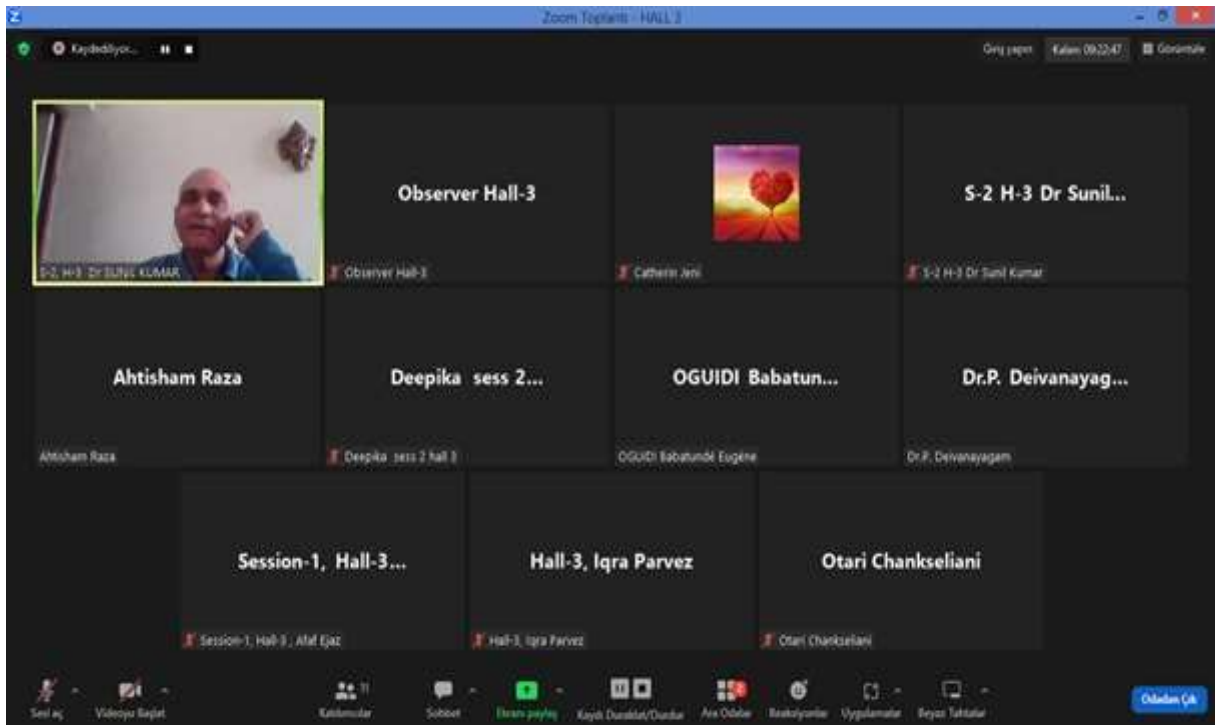 Zoom Toplantı - HALL 3
Kaydediliyor...
Giriş yapın
Kalan: 09:22:47
Görüntüle
S-2, H-3 Dr SUNIL KUMAR
Observer Hall-3
Observer Hall-3
Catherin Jeni
S-2 H-3 Dr Sunil...
S-2 H-3 Dr Sunil Kumar
Ahtisham Raza
Ahtisham Raza
Deepika sess 2...
Deepika sess 2 hall 3
OGUIDI Babatun...
OGUIDI Babatundé Eugène
Dr.P. Deivanayag...
Dr.P. Deivanayagam
Session-1, Hall-3...
Session-1, Hall-3 , Afaf Ejaz
Hall-3, Iqra Parvez
Hall-3, Iqra Parvez
Otari Chankseliani
Otari Chankseliani
Sesi aç
Videoyu Başlat
11
Katılımcılar
Sohbet
Ekranı paylaş
Kaydı Duraklat/Durdur
2
Ara Odalar
Reaksiyonlar
Uygulamalar
Beyaz Tahtalar
Odadan Çık